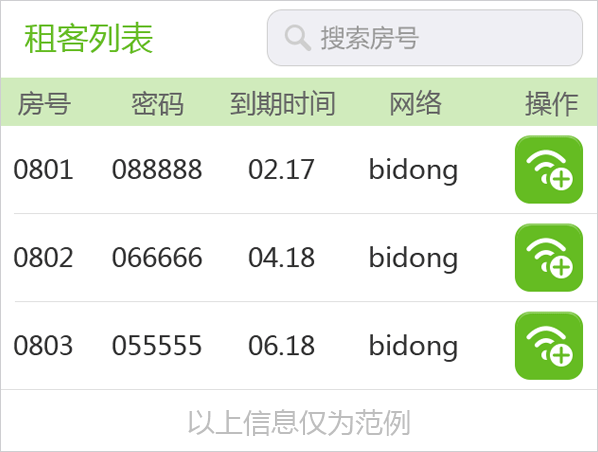 租客列表 搜索房号
房号 密码 到期时间 网络 操作
0801 088888 02.17 bidong
0802 066666 04.18 bidong
0803 055555 06.18 bidong
以上信息仅为范例